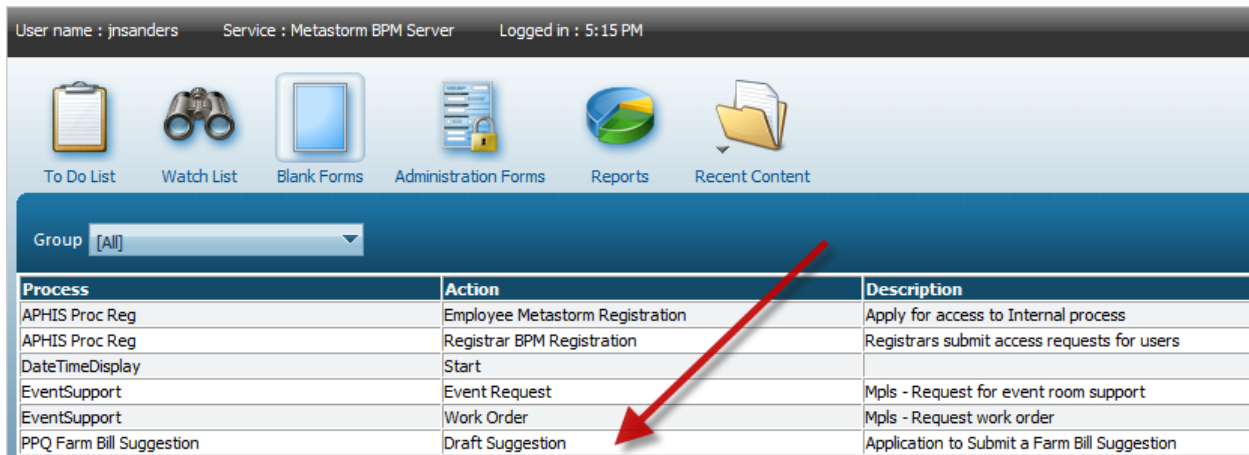 User name : jnsanders Service : Metastorm BPM Server Logged in : 5:15 PM
To Do List Watch List Blank Forms Administration Forms Reports Recent Content
Group [All]
Process Action Description
APHIS Proc Reg Employee Metastorm Registration Apply for access to Internal process
APHIS Proc Reg Registrar BPM Registration Registrars submit access requests for users
DateTimeDisplay Start
EventSupport Event Request Mpls - Request for event room support
EventSupport Work Order Mpls - Request work order
PPQ Farm Bill Suggestion Draft Suggestion Application to Submit a Farm Bill Suggestion